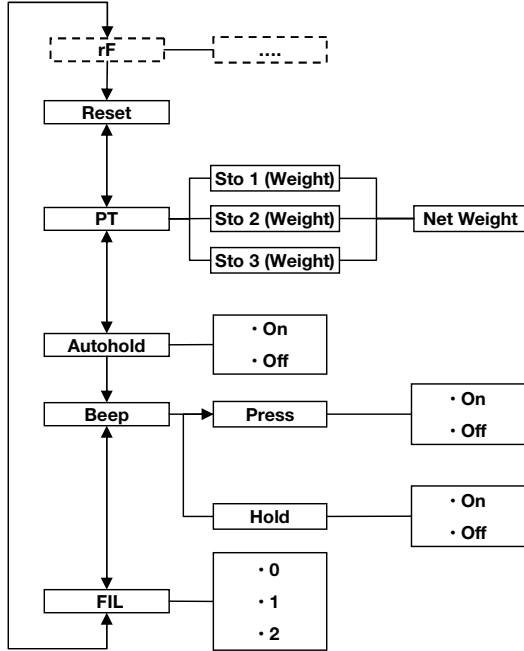 rF
....
Reset
Sto 1 (Weight)
PT
Sto 2 (Weight)
Net Weight
Sto 3 (Weight)
Autohold
· On
· Off
Beep
Press
· On
· Off
Hold
· On
· Off
FIL
· 0
· 1
· 2